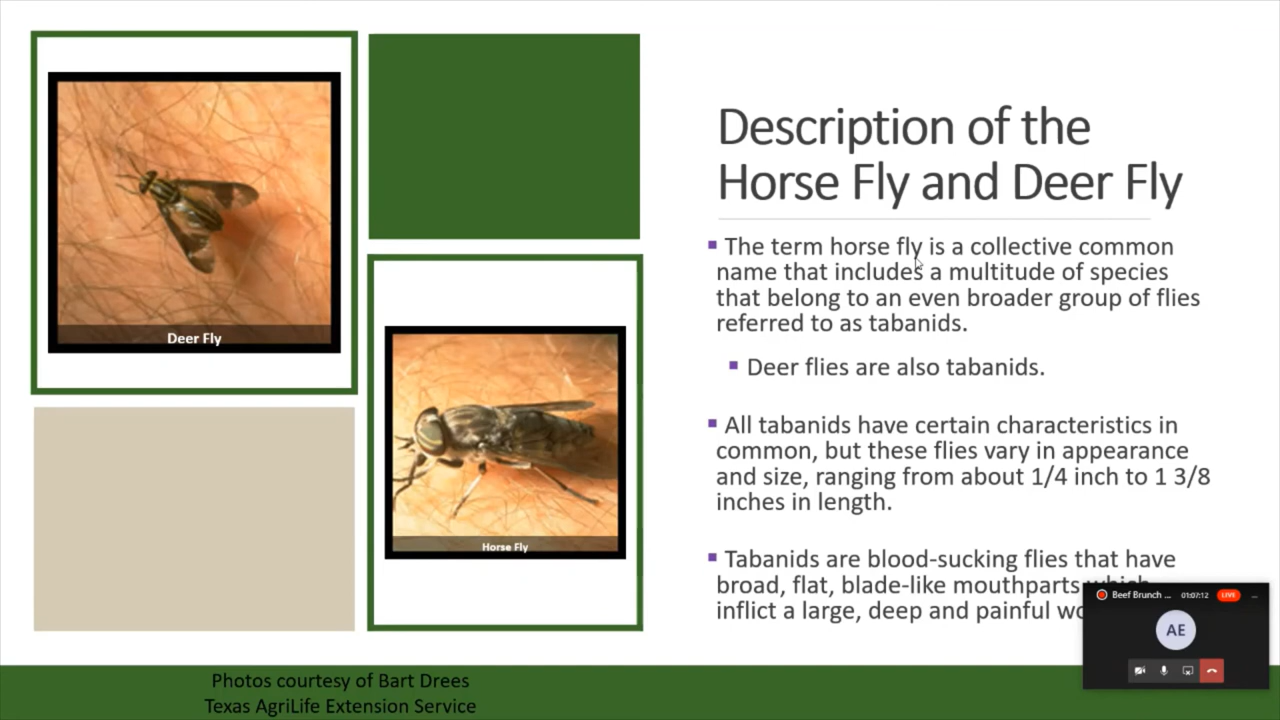 Description of the
Horse Fly and Deer Fly
▪ The term horse fly is a collective common
name that includes a multitude of species
that belong to an even broader group of flies
referred to as tabanids.
▪ Deer flies are also tabanids.
▪ All tabanids have certain characteristics in
common, but these flies vary in appearance
and size, ranging from about 1/4 inch to 1 3/8
inches in length.
▪ Tabanids are blood-sucking flies that have
broad, flat, blade-like mouthparts which
inflict a large, deep and painful
Deer Fly
Horse Fly
Photos courtesy of Bart Drees
Texas AgriLife Extension Service
Beef Brunch ... 01:07:12 LIVE ...
AE